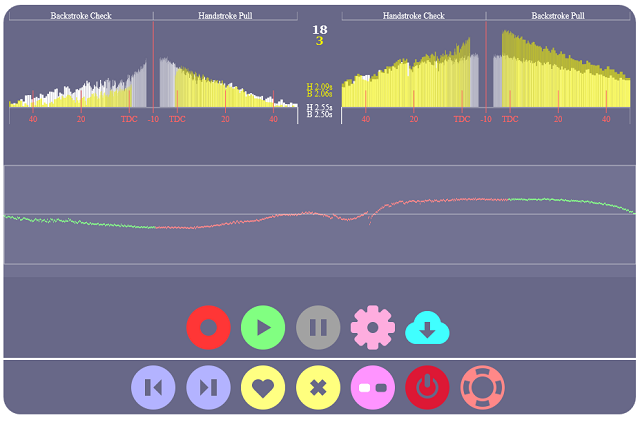 Backstroke Check
Handstroke Pull
18
3
Handstroke Check
Backstroke Pull
H 2.09s
B 2.06s
H 2.55s
B 2.50s
40 20 TDC -10 TDC 20 40
40 20 TDC -10 TDC 20 40